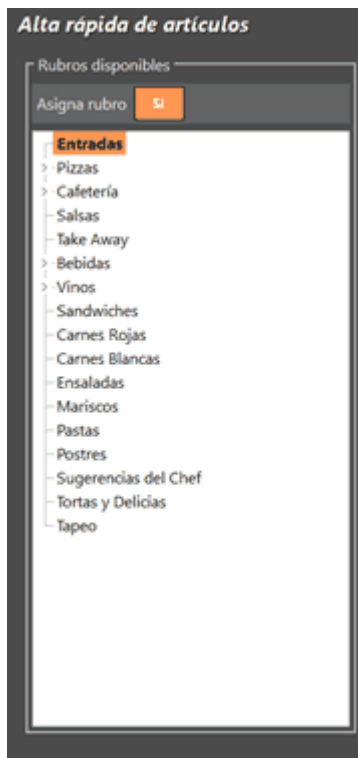 Alta rápida de artículos
Rubros disponibles
Asigna rubro Si
Entradas
Pizzas
Cafetería
Salsas
Take Away
Bebidas
Vinos
Sandwiches
Carnes Rojas
Carnes Blancas
Ensaladas
Mariscos
Pastas
Postres
Sugerencias del Chef
Tortas y Delicias
Tapeo